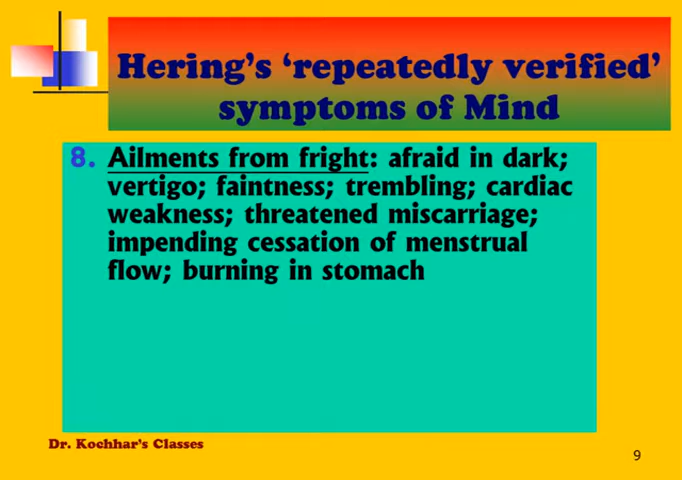 Hering’s ‘repeatedly verified’
symptoms of Mind
8. Ailments from fright: afraid in dark;
vertigo; faintness; trembling; cardiac
weakness; threatened miscarriage;
impending cessation of menstrual
flow; burning in stomach
Dr. Kochhar's Classes
9